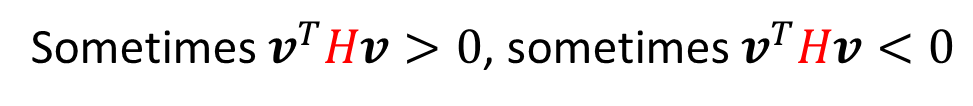 Sometimes 𝒗ᵀH𝒗 > 0, sometimes 𝒗ᵀH𝒗 < 0